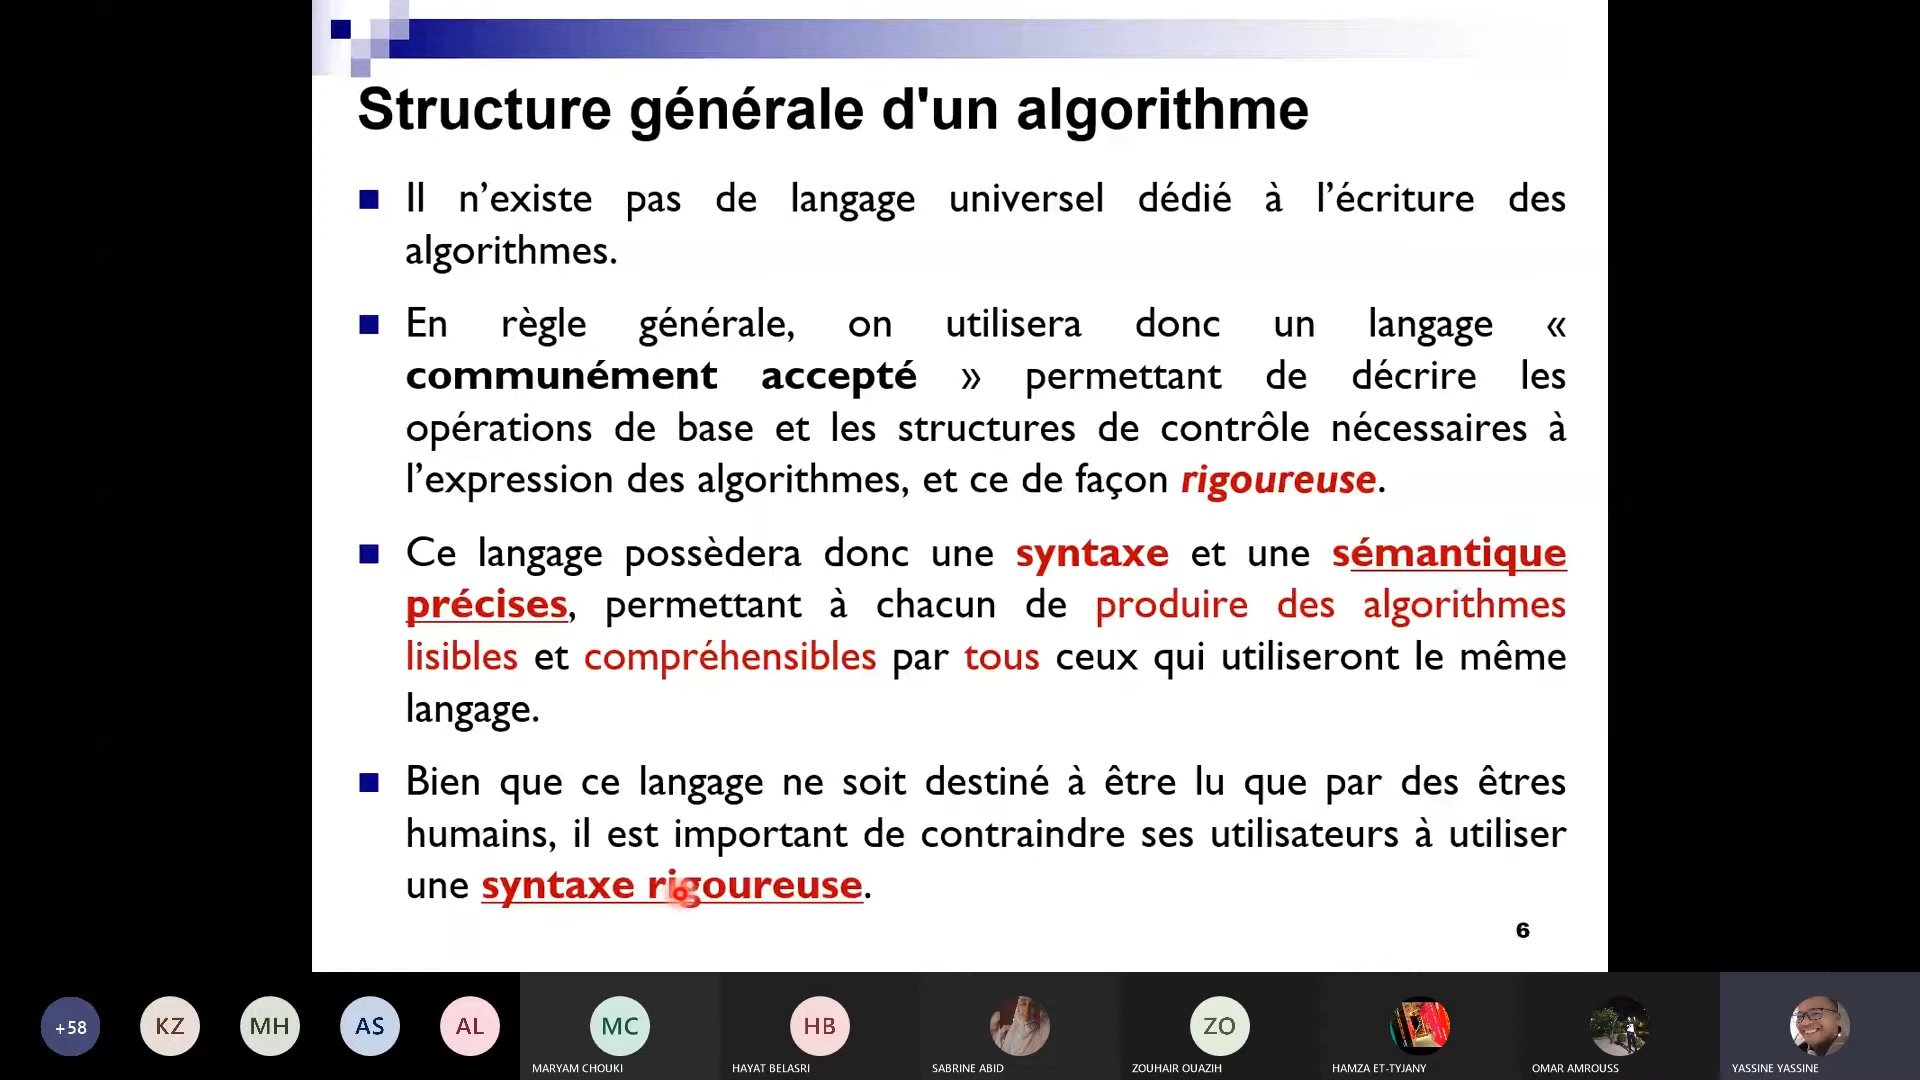 Structure générale d'un algorithme
Il n’existe pas de langage universel dédié à l’écriture des
algorithmes.
En règle générale, on utilisera donc un langage «
communément accepté » permettant de décrire les
opérations de base et les structures de contrôle nécessaires à
l’expression des algorithmes, et ce de façon rigoureuse.
Ce langage possèdera donc une syntaxe et une sémantique
précises, permettant à chacun de produire des algorithmes
lisibles et compréhensibles par tous ceux qui utiliseront le même
langage.
Bien que ce langage ne soit destiné à être lu que par des êtres
humains, il est important de contraindre ses utilisateurs à utiliser
une syntaxe rigoureuse.
6
+58 KZ MH AS AL MC HB ZO
MARYAM CHOUKI HAYAT BELASRI SABRINE ABID ZOUHAIR OUAZIH HAMZA ET-TYJANY OMAR AMROUSS YASSINE YASSINE